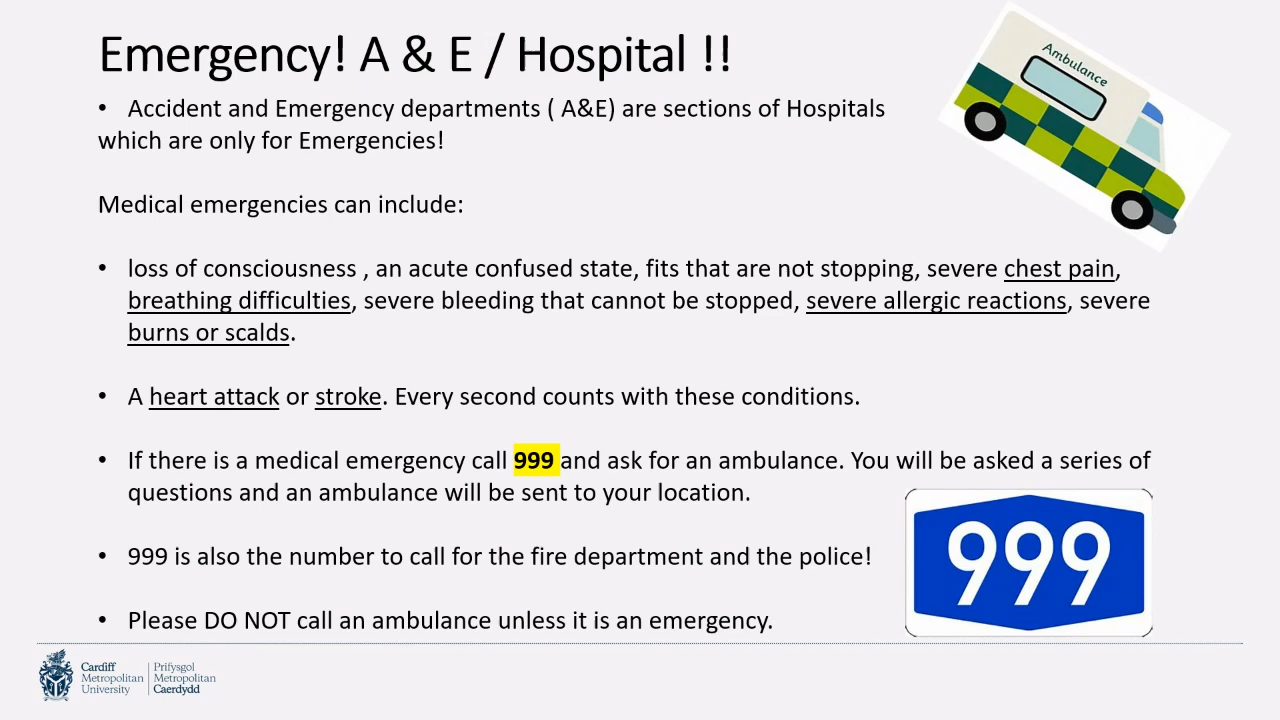 Emergency! A & E / Hospital !!
Ambulance
• Accident and Emergency departments ( A&E) are sections of Hospitals
which are only for Emergencies!
Medical emergencies can include:
• loss of consciousness , an acute confused state, fits that are not stopping, severe chest pain,
breathing difficulties, severe bleeding that cannot be stopped, severe allergic reactions, severe
burns or scalds.
• A heart attack or stroke. Every second counts with these conditions.
• If there is a medical emergency call 999 and ask for an ambulance. You will be asked a series of
questions and an ambulance will be sent to your location.
999
• 999 is also the number to call for the fire department and the police!
• Please DO NOT call an ambulance unless it is an emergency.
Cardiff
Metropolitan
University
Prifysgol
Metropolitan
Caerdydd